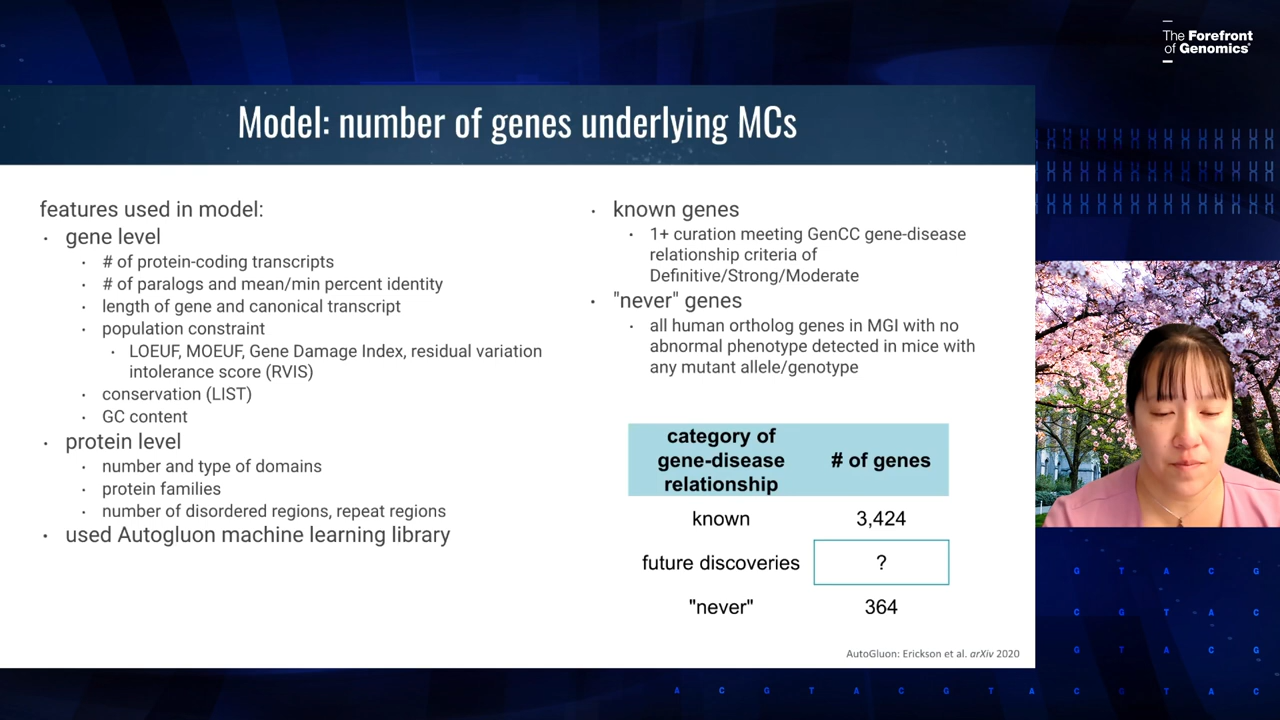 The Forefront
of Genomics®
Model: number of genes underlying MCs
features used in model:
· gene level
· # of protein-coding transcripts
· # of paralogs and mean/min percent identity
· length of gene and canonical transcript
· population constraint
· LOEUF, MOEUF, Gene Damage Index, residual variation
intolerance score (RVIS)
· conservation (LIST)
· GC content
· protein level
· number and type of domains
· protein families
· number of disordered regions, repeat regions
· used Autogluon machine learning library
· known genes
· 1+ curation meeting GenCC gene-disease
relationship criteria of
Definitive/Strong/Moderate
· "never" genes
· all human ortholog genes in MGI with no
abnormal phenotype detected in mice with
any mutant allele/genotype
category of
gene-disease
relationship
# of genes
known 3,424
future discoveries ?
"never" 364
AutoGluon: Erickson et al. arXiv 2020
G T A C G
C G T A C
G T A C G
A C G T A C G T A C G T A C